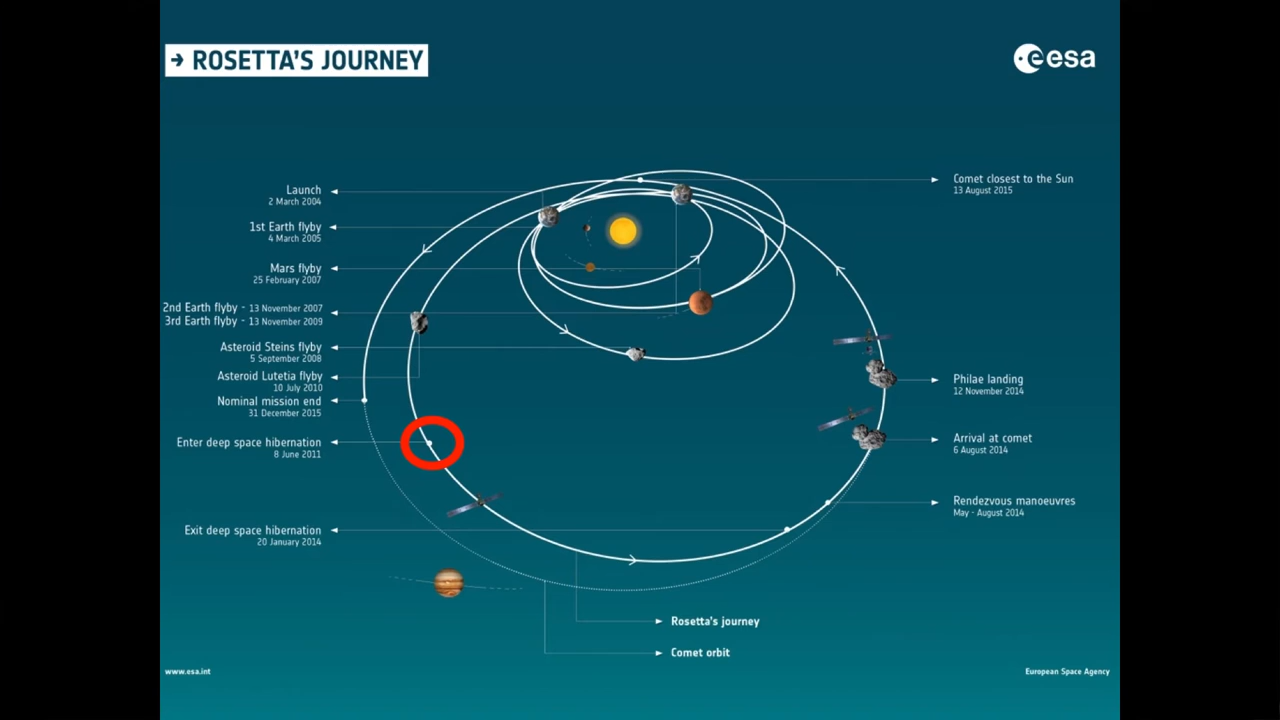 → ROSETTA'S JOURNEY
esa
Launch
2 March 2004
1st Earth flyby
4 March 2005
Mars flyby
25 February 2007
2nd Earth flyby - 13 November 2007
3rd Earth flyby - 13 November 2009
Asteroid Steins flyby
5 September 2008
Asteroid Lutetia flyby
10 July 2010
Nominal mission end
31 December 2015
Enter deep space hibernation
8 June 2011
Exit deep space hibernation
20 January 2014
Comet closest to the Sun
13 August 2015
Philae landing
12 November 2014
Arrival at comet
6 August 2014
Rendezvous manoeuvres
May - August 2014
Rosetta's journey
Comet orbit
www.esa.int
European Space Agency